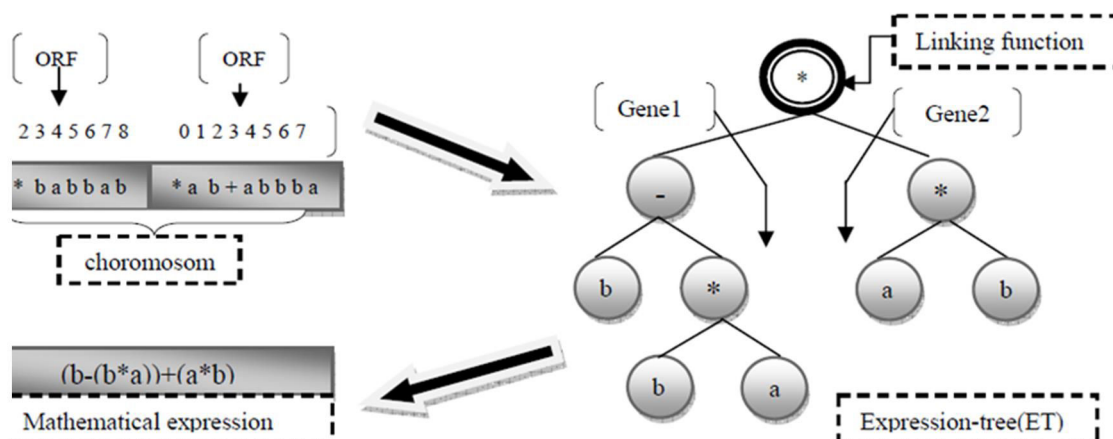 ORF
ORF
2 3 4 5 6 7 8
0 1 2 3 4 5 6 7
* b a b b a b
* a b + a b b b a
choromosom
(b-(b*a))+(a*b)
Mathematical expression
Linking function
*
Gene1
Gene2
-
*
b
*
a
b
b
a
Expression-tree(ET)